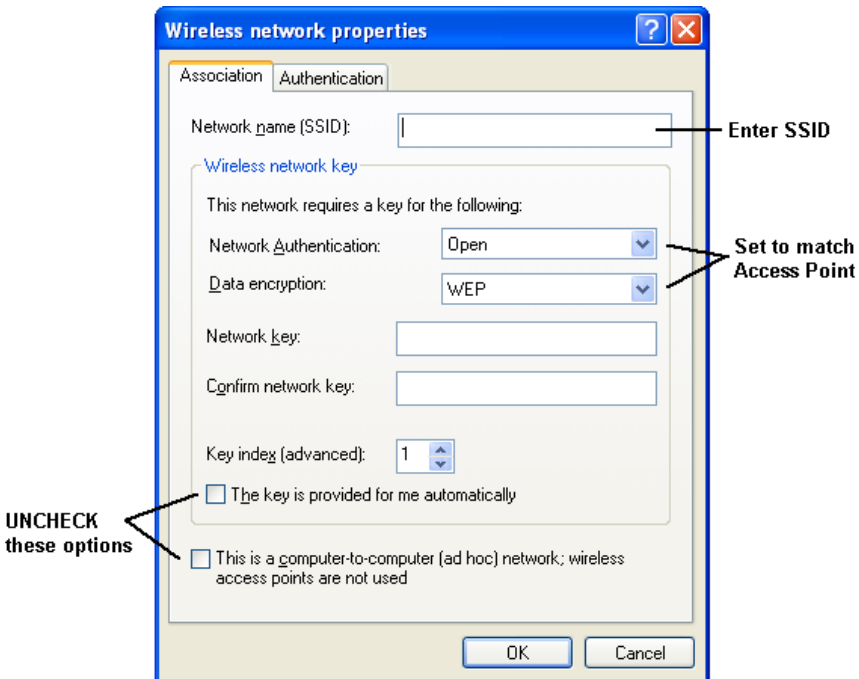 Wireless network properties
Association
Authentication
Network name (SSID):
Enter SSID
Wireless network key
This network requires a key for the following:
Network Authentication:
Open
Data encryption:
WEP
Set to match
Access Point
Network key:
Confirm network key:
Key index (advanced):
1
The key is provided for me automatically
UNCHECK
these options
This is a computer-to-computer (ad hoc) network; wireless
access points are not used
OK
Cancel